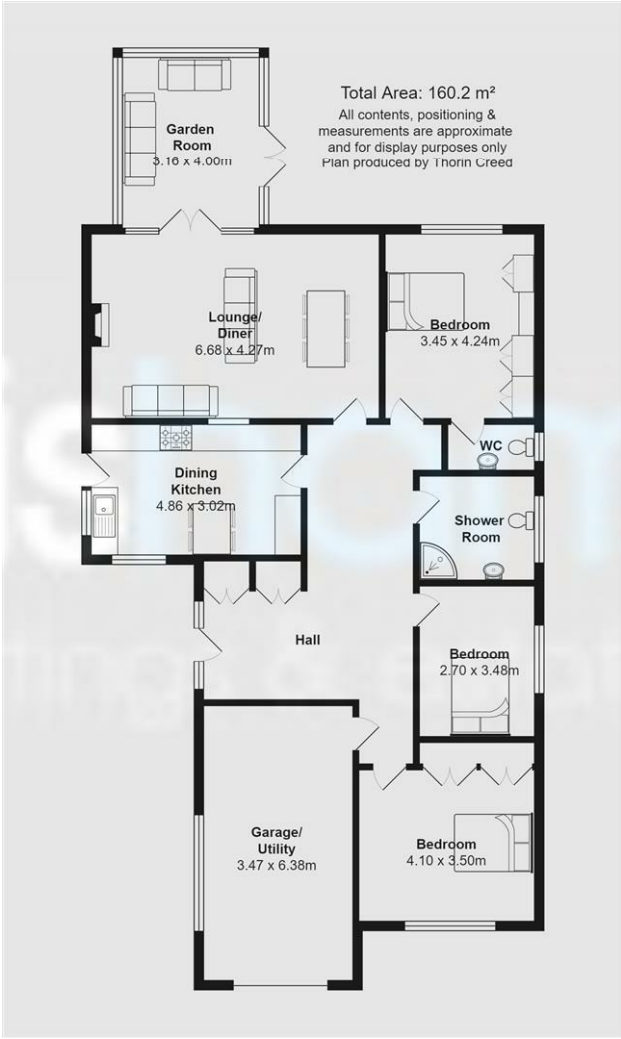 Total Area: 160.2 m²
All contents, positioning &
measurements are approximate
and for display purposes only
Plan produced by Thorin Creed
Garden
Room
3.16 x 4.00m
Lounge/
Diner
6.68 x 4.27m
Bedroom
3.45 x 4.24m
WC
Dining
Kitchen
4.86 x 3.02m
Shower
Room
Hall
Bedroom
2.70 x 3.48m
Garage/
Utility
3.47 x 6.38m
Bedroom
4.10 x 3.50m